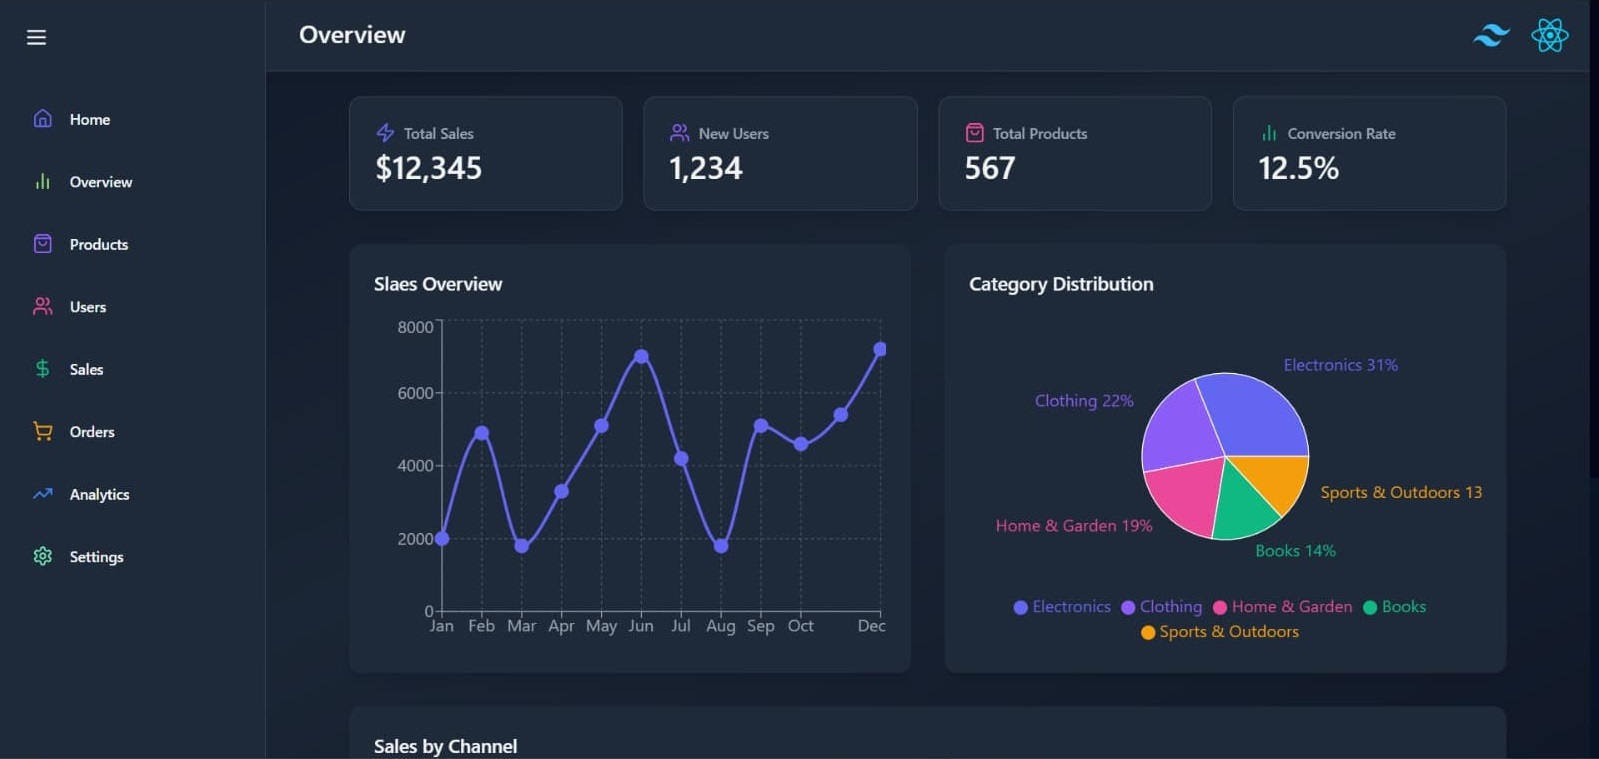 Overview
Home
Overview
Products
Users
Sales
Orders
Analytics
Settings
Total Sales
$12,345
New Users
1,234
Total Products
567
Conversion Rate
12.5%
Slaes Overview
8000
6000
4000
2000
0
Jan Feb Mar Apr May Jun Jul Aug Sep Oct Dec
Category Distribution
Electronics 31%
Clothing 22%
Sports & Outdoors 13
Home & Garden 19%
Books 14%
Electronics Clothing Home & Garden Books
Sports & Outdoors
Sales by Channel